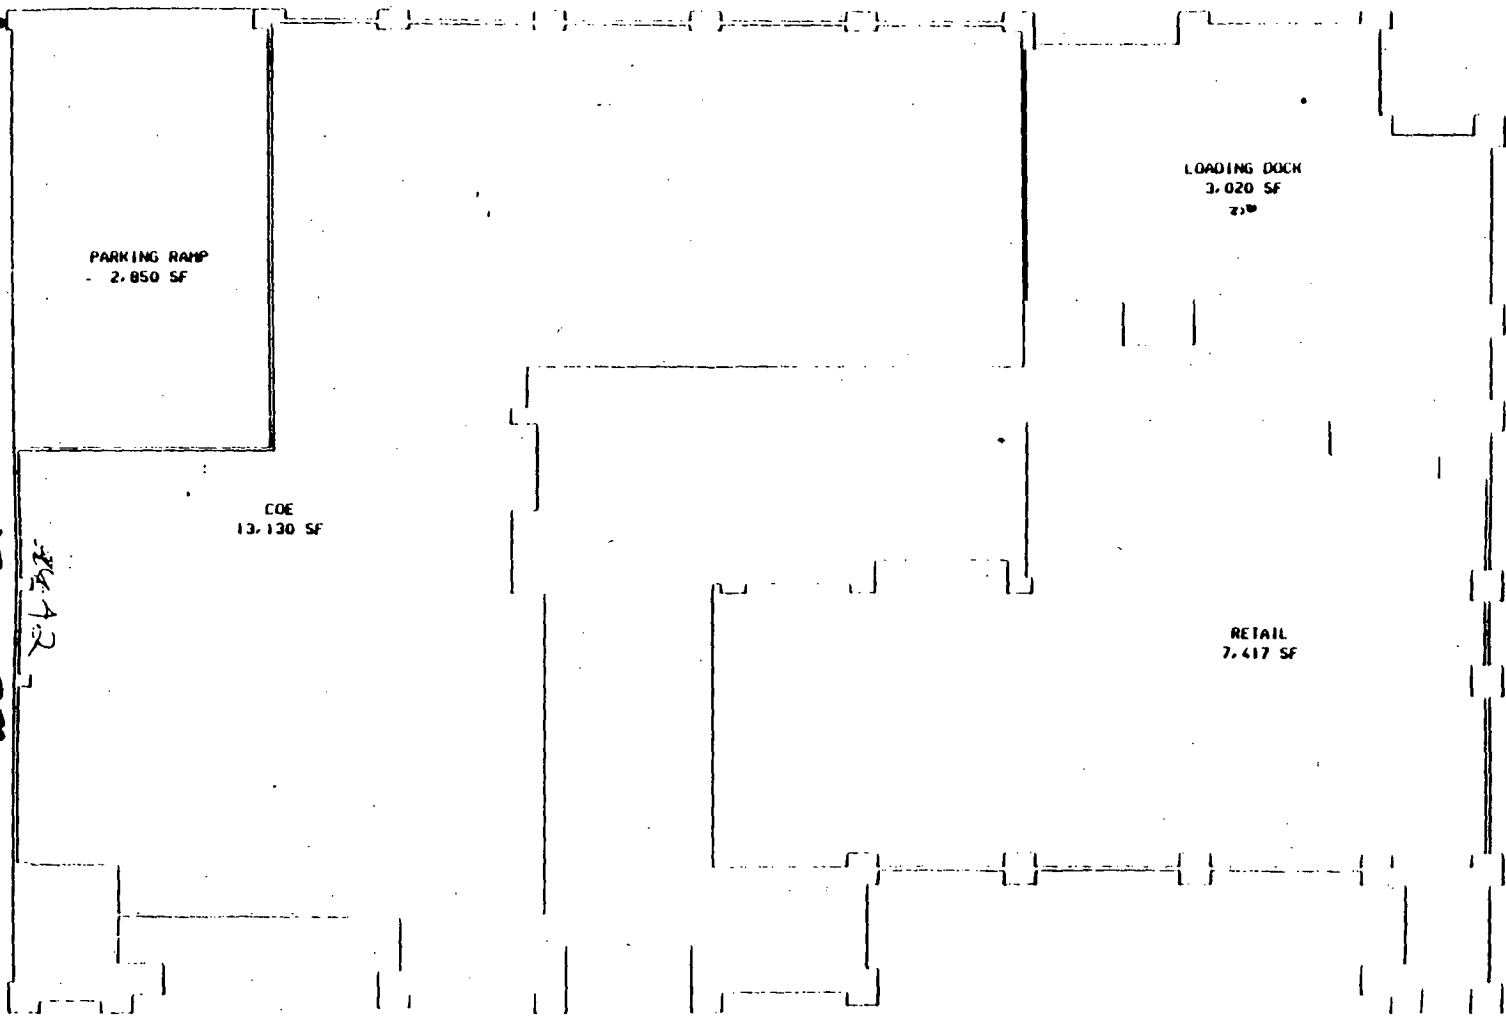 LOADING DOCK
3,020 SF
PARKING RAMP
2,850 SF
COE
13,130 SF
RETAIL
7,417 SF